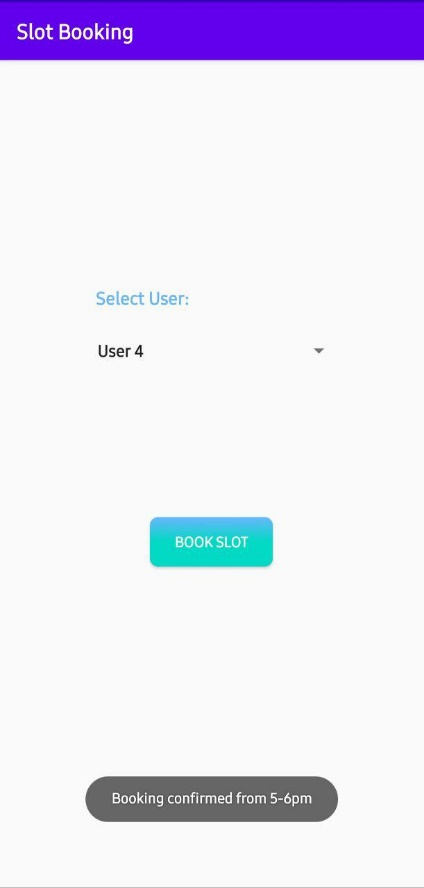 Slot Booking
Select User:
User 4
BOOK SLOT
Booking confirmed from 5-6pm